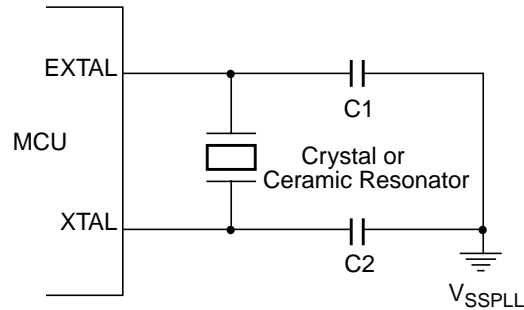 EXTAL
C1
MCU
Crystal or
Ceramic Resonator
XTAL
C2
VSSPLL